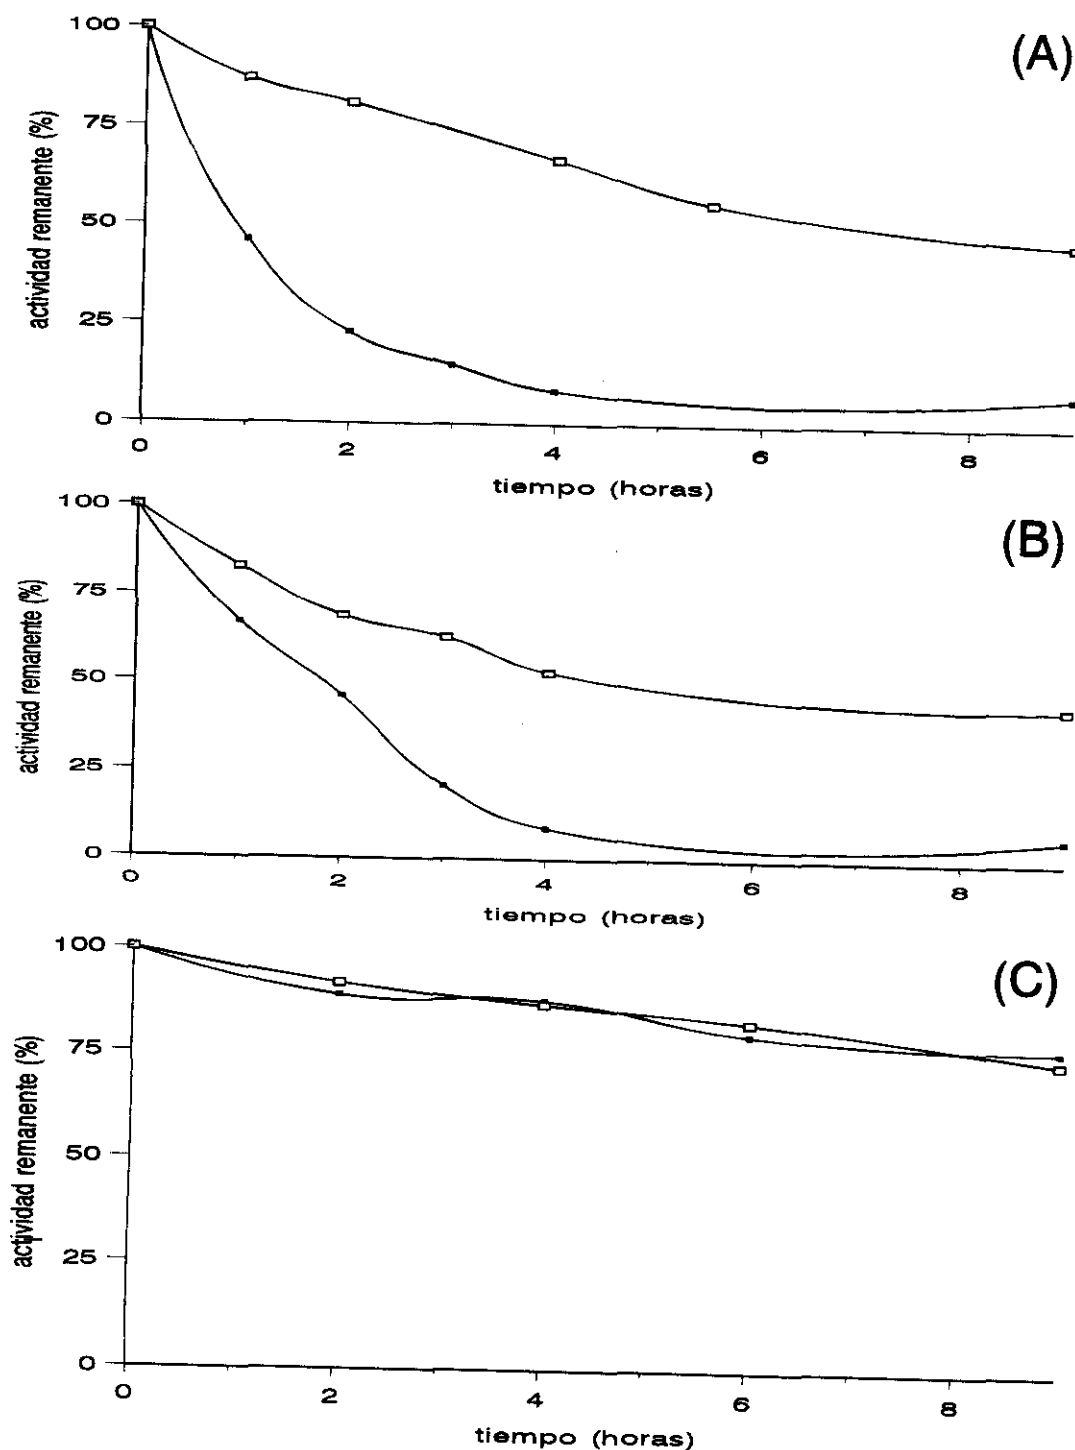 (A)
100
75
50
25
0
actividad remanente (%)
0 2 4 6 8
tiempo (horas)
(B)
100
75
50
25
0
actividad remanente (%)
0 2 4 6 8
tiempo (horas)
(C)
100
75
50
25
0
actividad remanente (%)
0 2 4 6 8
tiempo (horas)